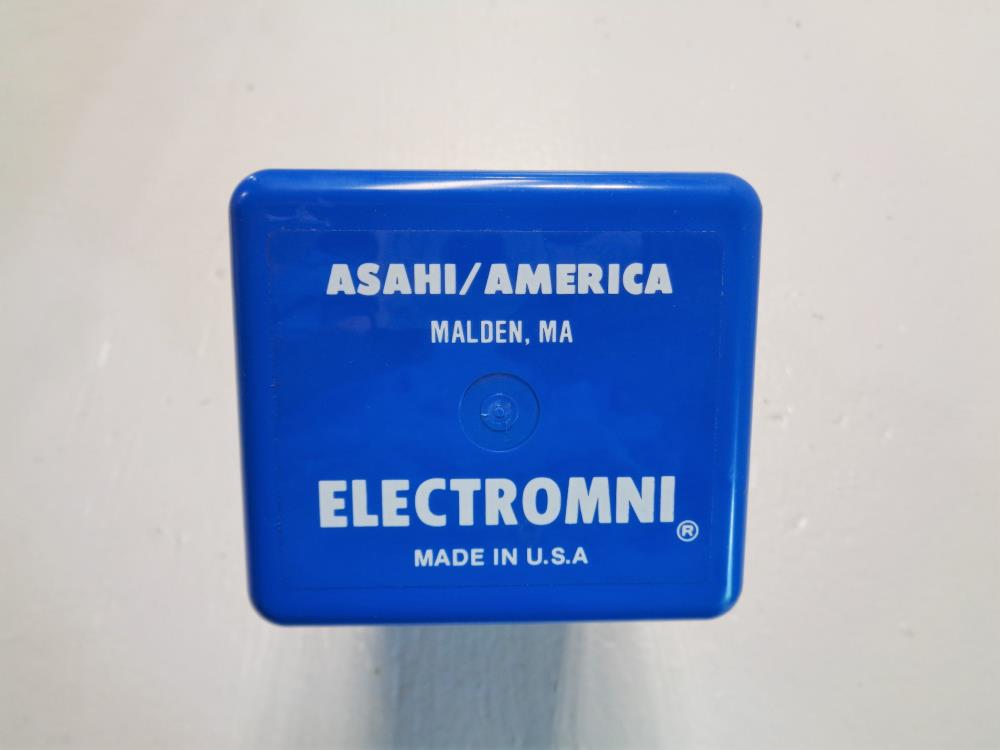 ASAHI/AMERICA
MALDEN, MA
ELECTROMNI®
MADE IN U.S.A